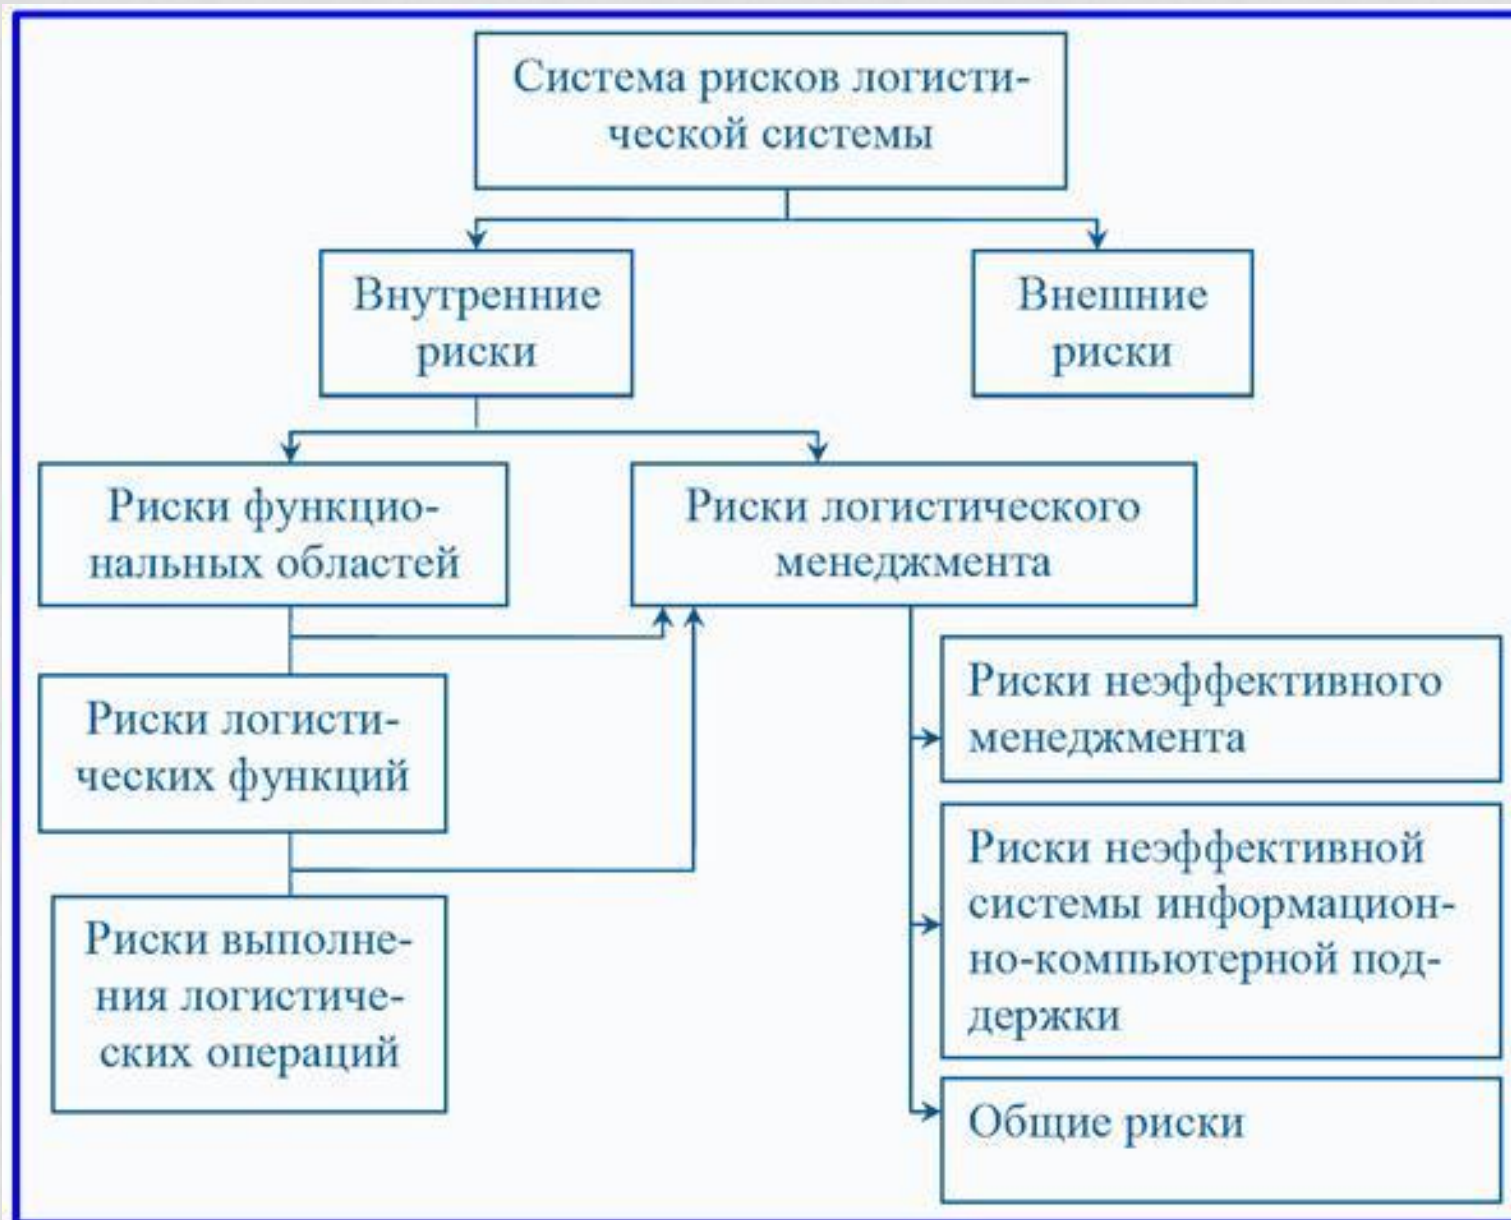 Система рисков логисти-
ческой системы
Внутренние
риски
Внешние
риски
Риски функцио-
нальных областей
Риски логистического
менеджмента
Риски логисти-
ческих функций
Риски выполне-
ния логистиче-
ских операций
Риски неэффективного
менеджмента
Риски неэффективной
системы информацион-
но-компьютерной под-
держки
Общие риски